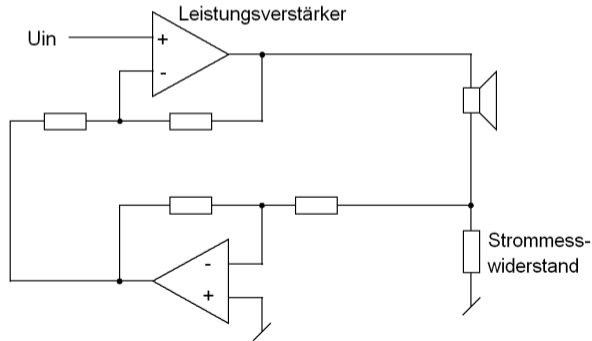 Leistungsverstärker
Uin
+
-
-
+
Strommess-
widerstand